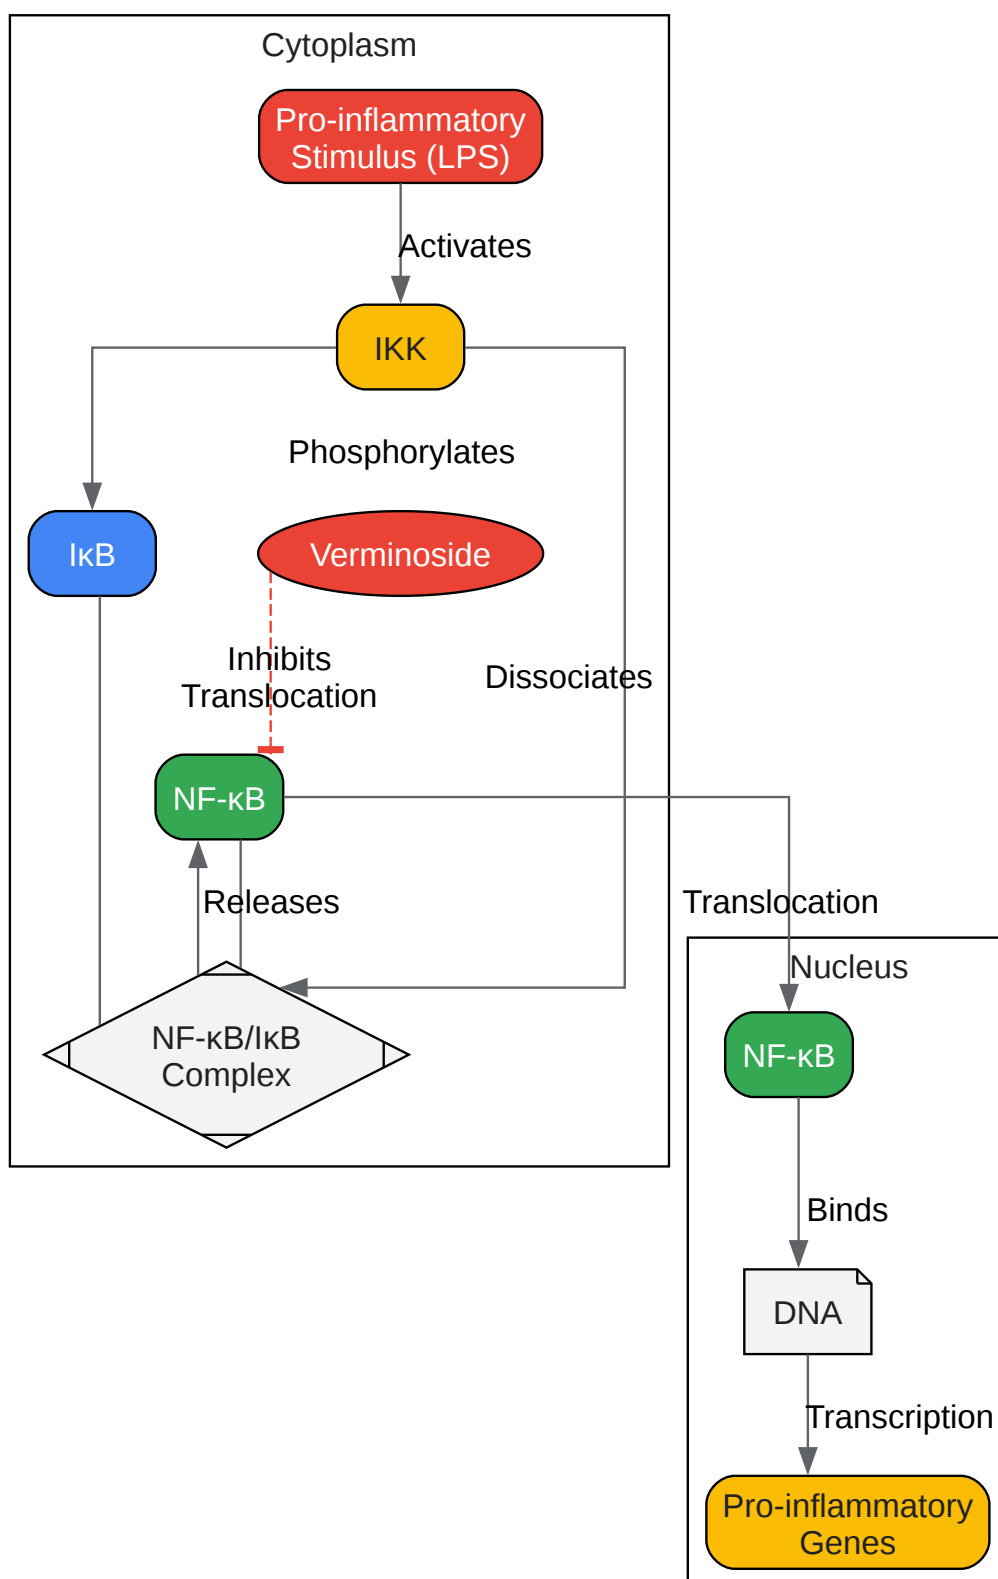 Cytoplasm
Pro-inflammatory
Stimulus (LPS)
Activates
IKK
Phosphorylates
IκB
Verminoside
Inhibits
Translocation
Dissociates
NF-κB
Releases
Translocation
Nucleus
NF-κB/IκB
Complex
NF-κB
Binds
DNA
Transcription
Pro-inflammatory
Genes